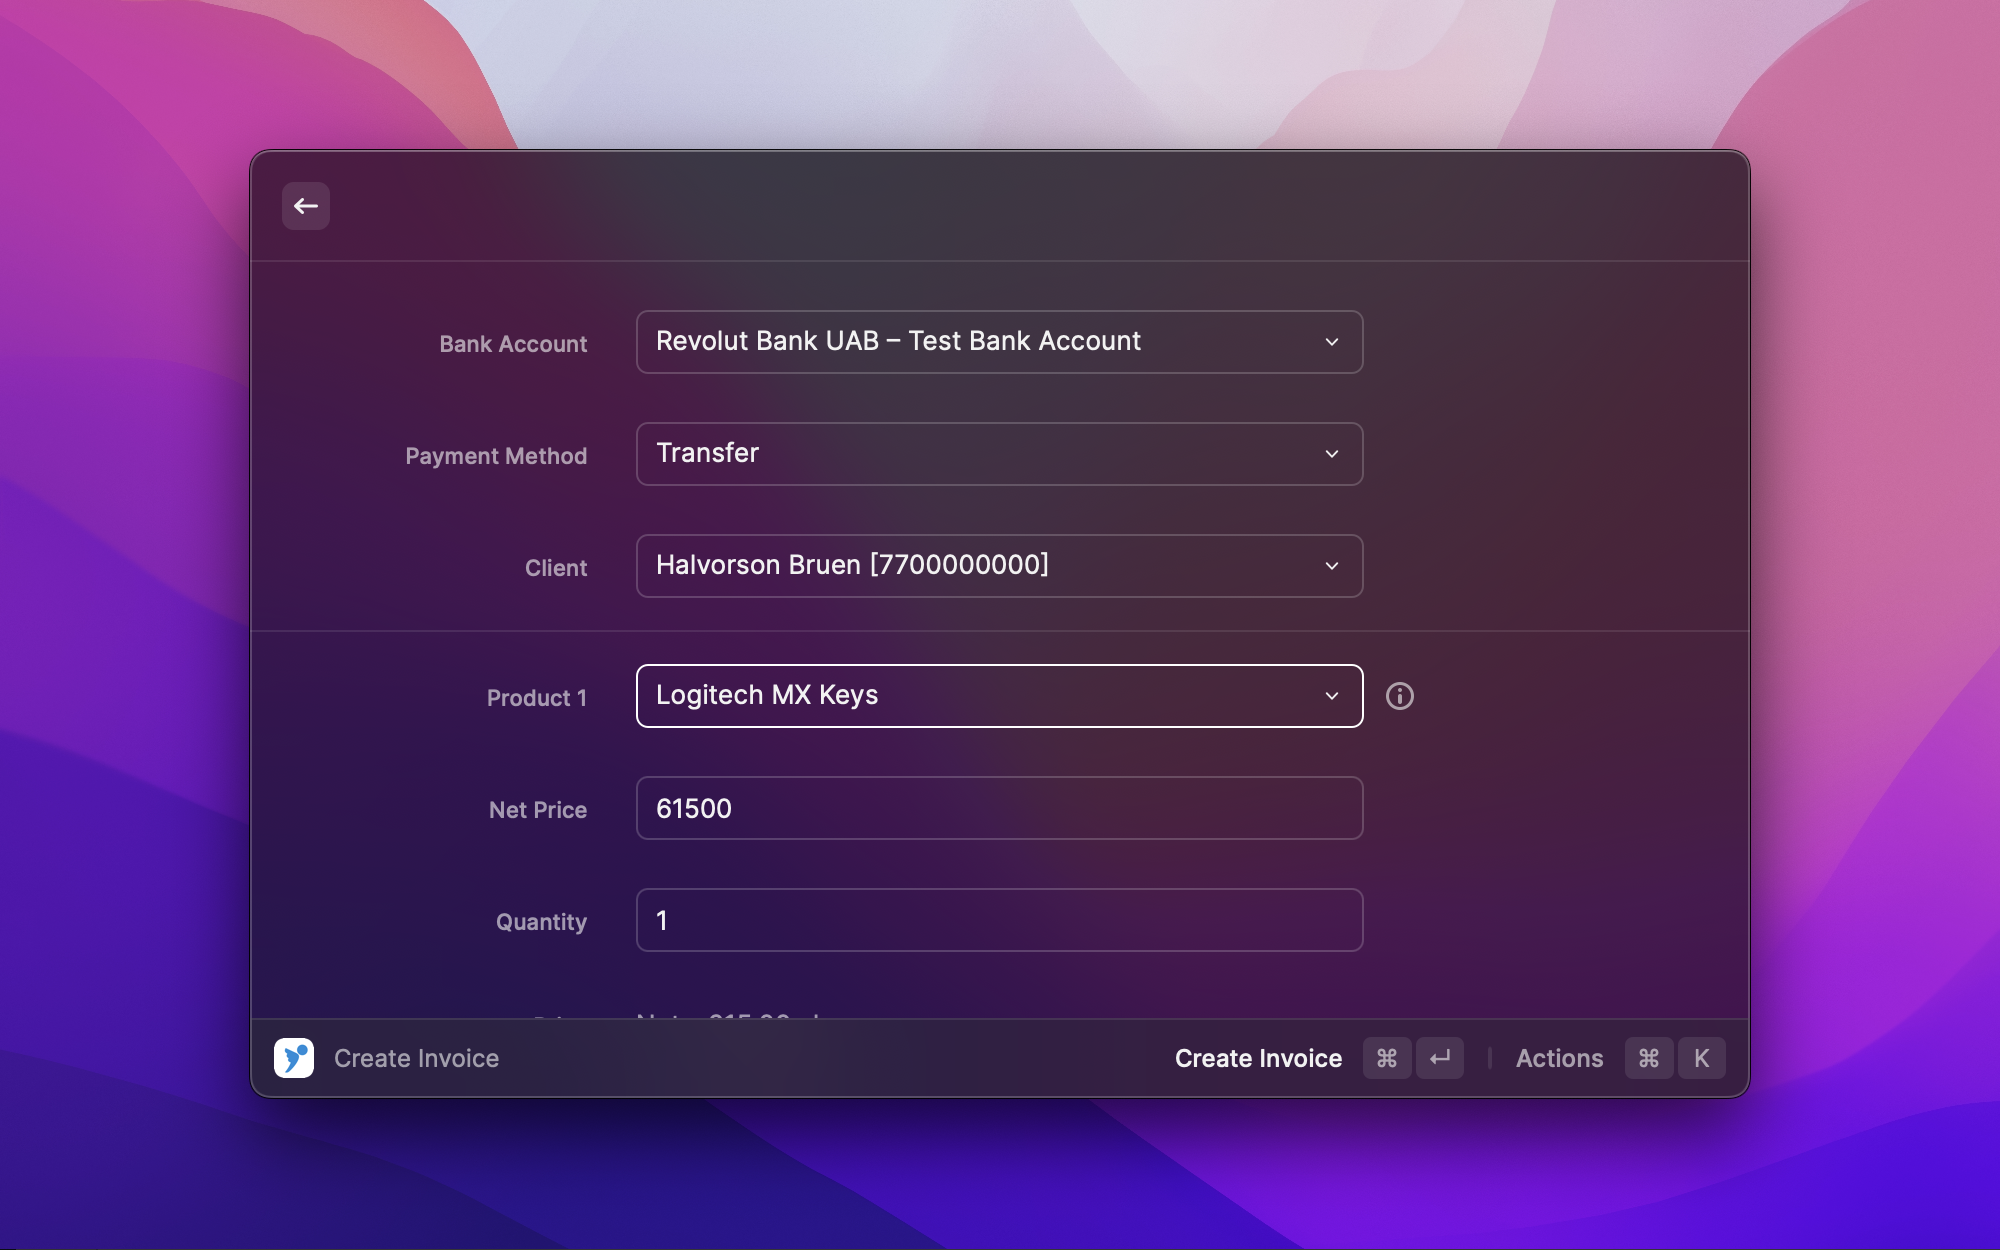 Bank Account
Revolut Bank UAB – Test Bank Account
Payment Method
Transfer
Client
Halvorson Bruen [7700000000]
Product 1
Logitech MX Keys
Net Price
61500
Quantity
1
Create Invoice
Create Invoice ⌘ ↵ Actions ⌘ K